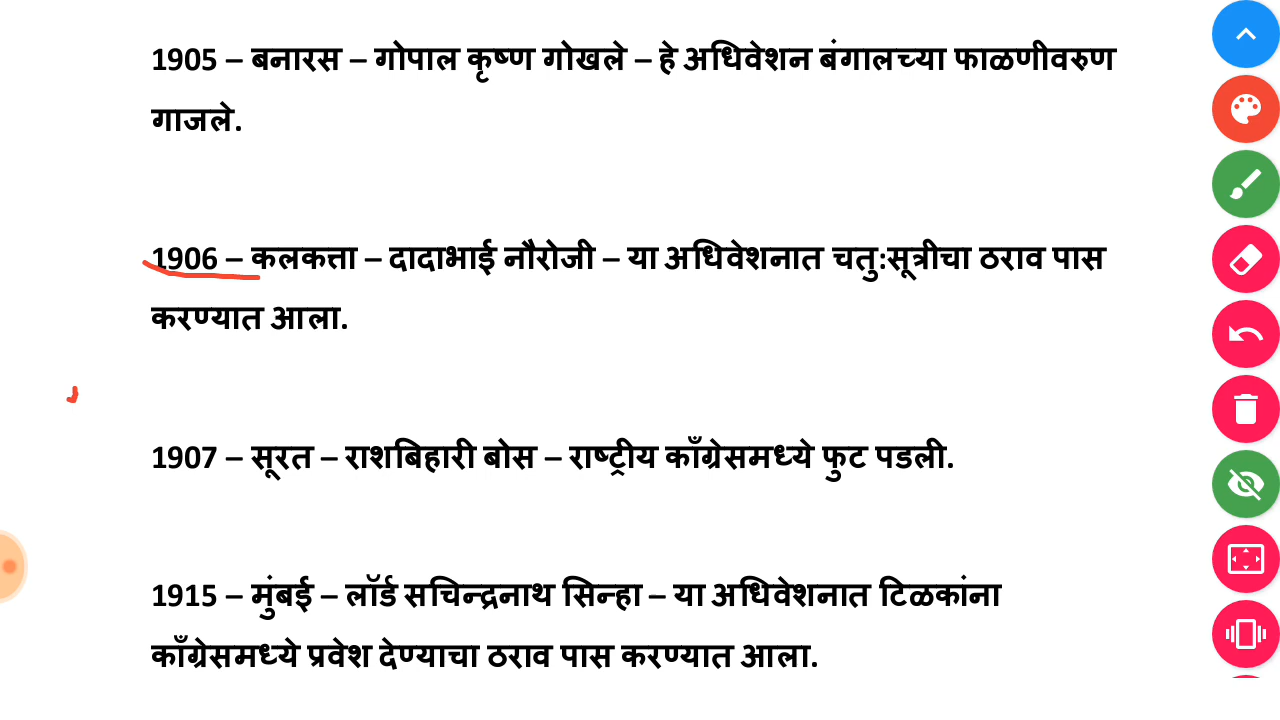 1905 – बनारस – गोपाल कृष्ण गोखले – हे अधिवेशन बंगालच्या फाळणीवरुण
गाजले.
1906 – कलकत्ता – दादाभाई नौरोजी – या अधिवेशनात चतु:सूत्रीचा ठराव पास
करण्यात आला.
1907 – सूरत – राशबिहारी बोस – राष्ट्रीय काँग्रेसमध्ये फुट पडली.
1915 – मुंबई – लॉर्ड सचिन्द्रनाथ सिन्हा – या अधिवेशनात टिळकांना
काँग्रेसमध्ये प्रवेश देण्याचा ठराव पास करण्यात आला.